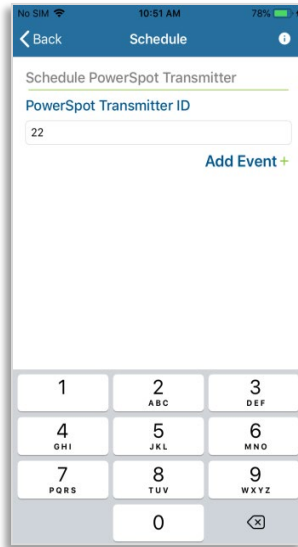 No SIM 10:51 AM 78%
Back Schedule i
Schedule PowerSpot Transmitter
PowerSpot Transmitter ID
22
Add Event +
1 2 3
ABC DEF
4 5 6
GHI JKL MNO
7 8 9
PQRS TUV WXYZ
0